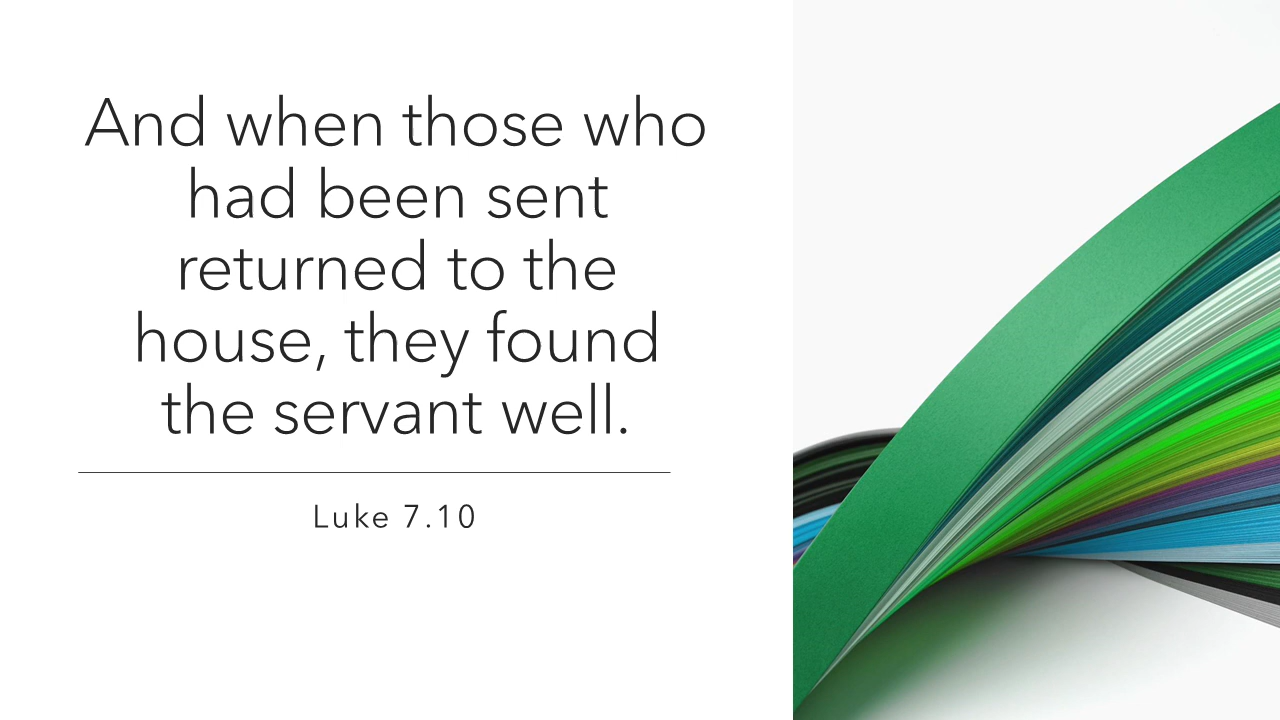 And when those who
had been sent
returned to the
house, they found
the servant well.
Luke 7.10